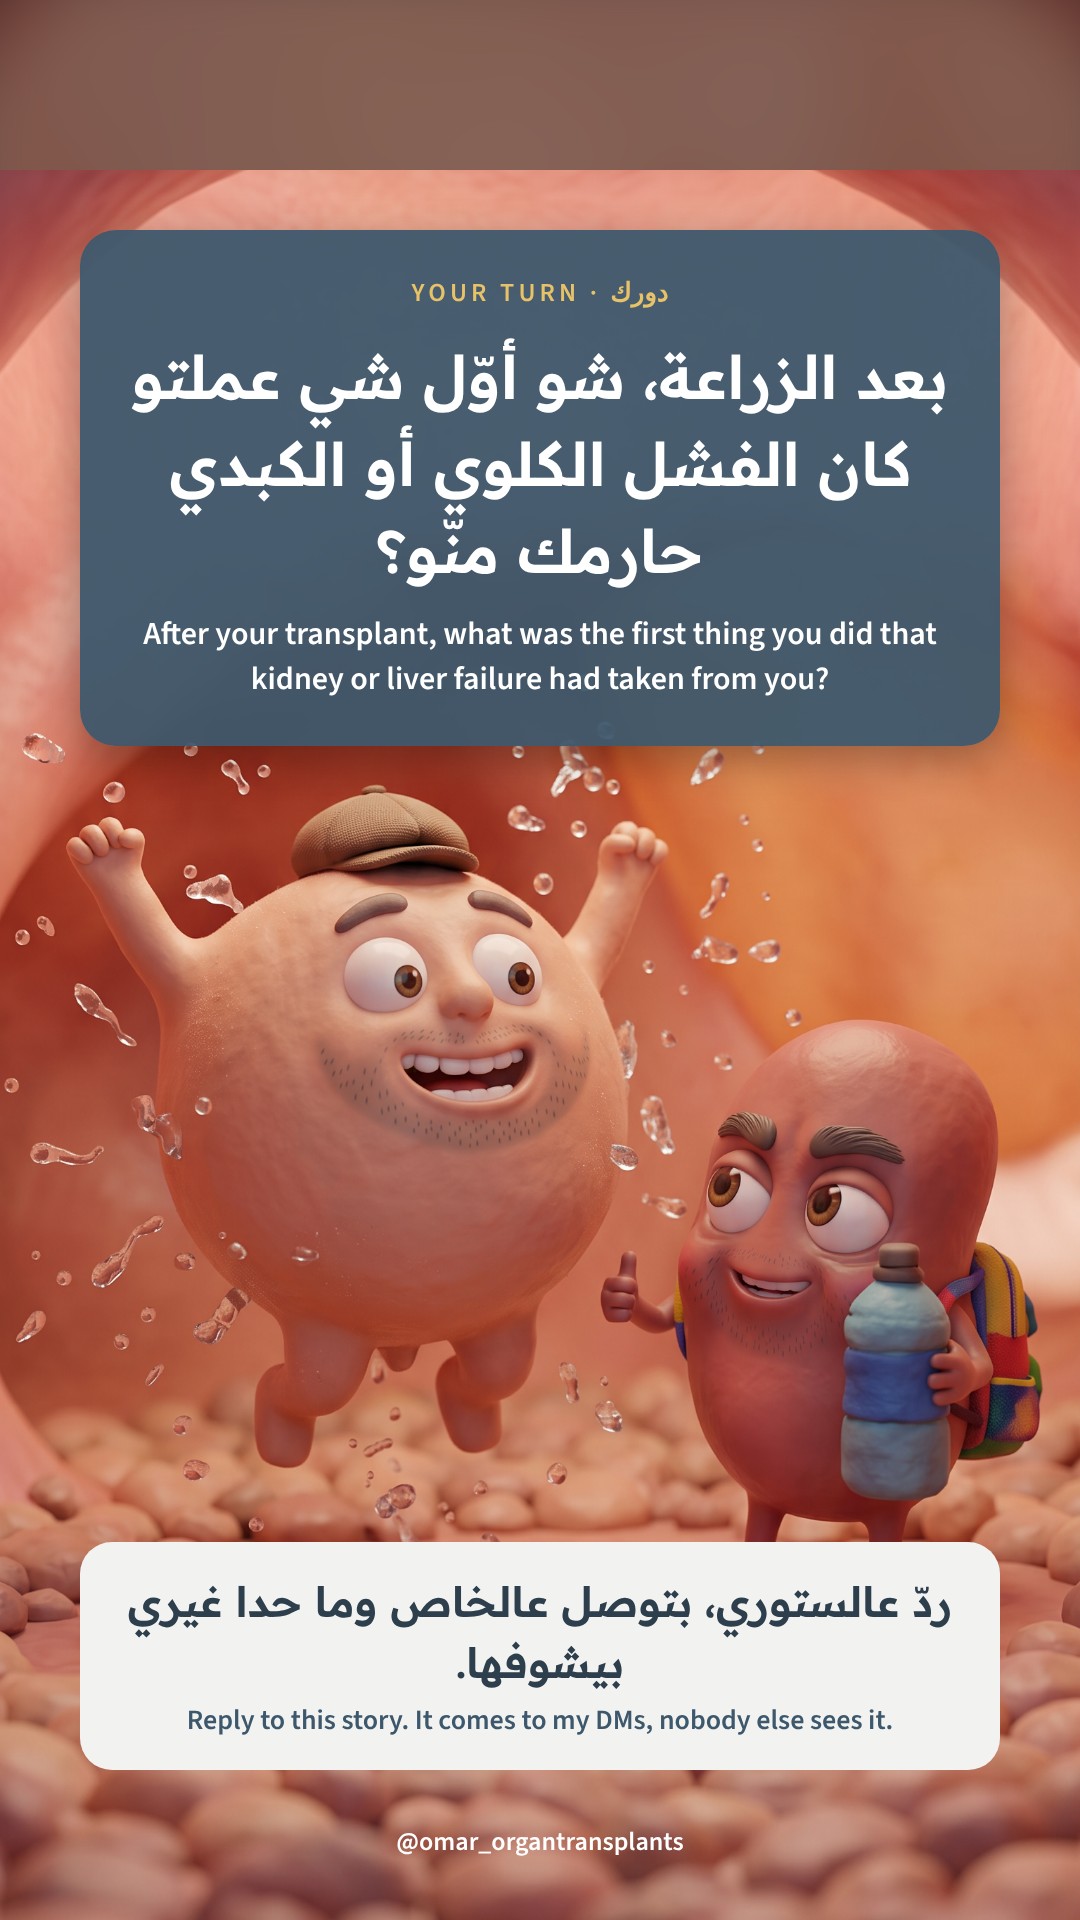 YOUR TURN · دورك
بعد الزراعة، شو أوّل شي عملتو
كان الفشل الكلوي أو الكبدي
حارمك منّو؟
After your transplant, what was the first thing you did that
kidney or liver failure had taken from you?
ردّ عالستوري، بتوصل عالخاص وما حدا غيري
بيشوفها.
Reply to this story. It comes to my DMs, nobody else sees it.
@omar_organtransplants